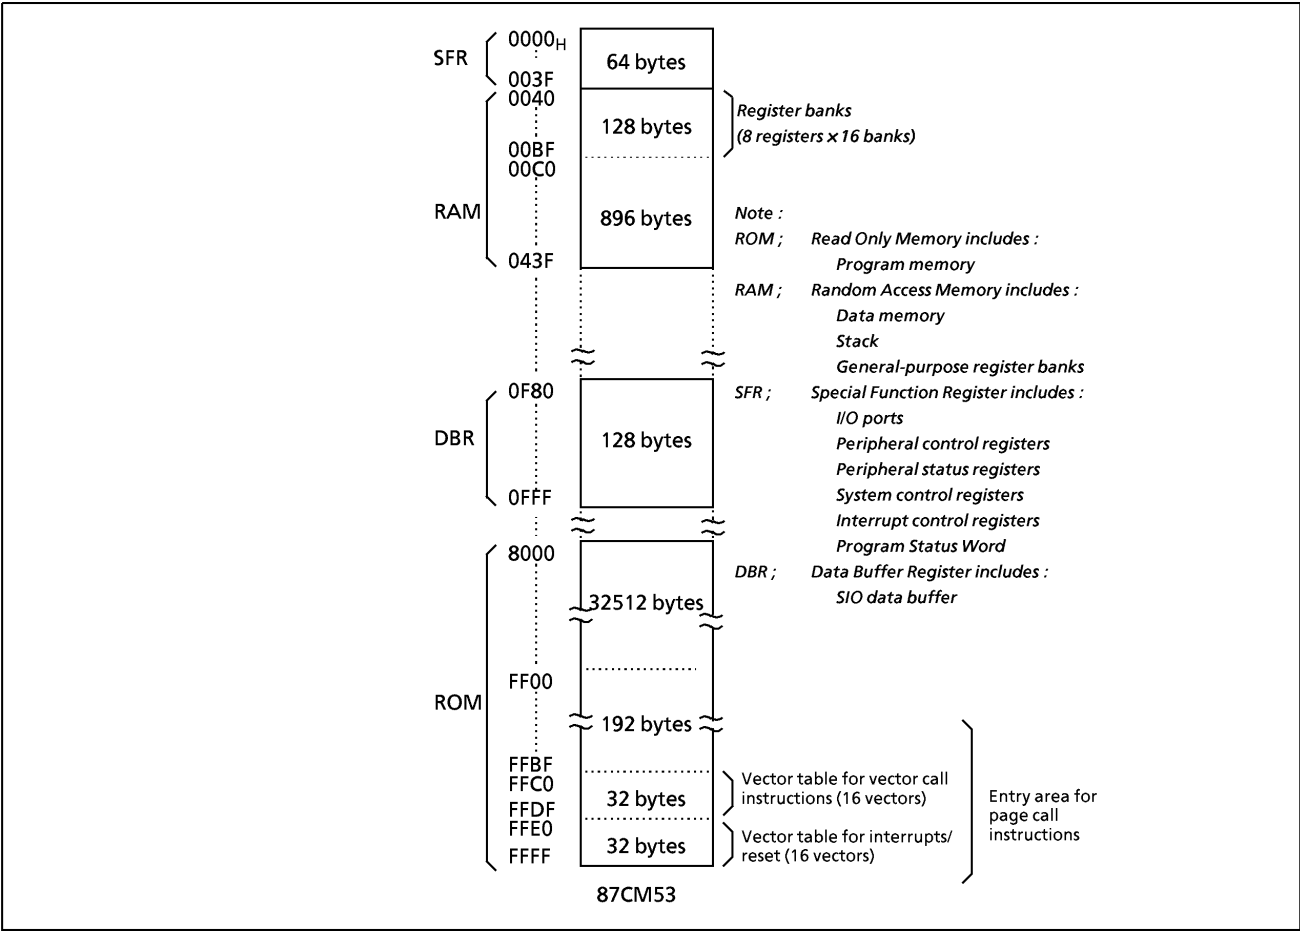 0000H
SFR
64 bytes
003F
0040
Register banks
128 bytes
(8 registers × 16 banks)
00BF
00C0
RAM
896 bytes
043F
Note :
ROM ; Read Only Memory includes :
Program memory
RAM ; Random Access Memory includes :
Data memory
Stack
General-purpose register banks
SFR ; Special Function Register includes :
I/O ports
Peripheral control registers
Peripheral status registers
System control registers
Interrupt control registers
Program Status Word
DBR ; Data Buffer Register includes :
SIO data buffer
0F80
DBR
128 bytes
0FFF
8000
32512 bytes
FF00
ROM
192 bytes
FFBF
FFC0
32 bytes
Vector table for vector call
instructions (16 vectors)
FFDF
FFE0
32 bytes
Vector table for interrupts/
reset (16 vectors)
FFFF
Entry area for
page call
instructions
87CM53